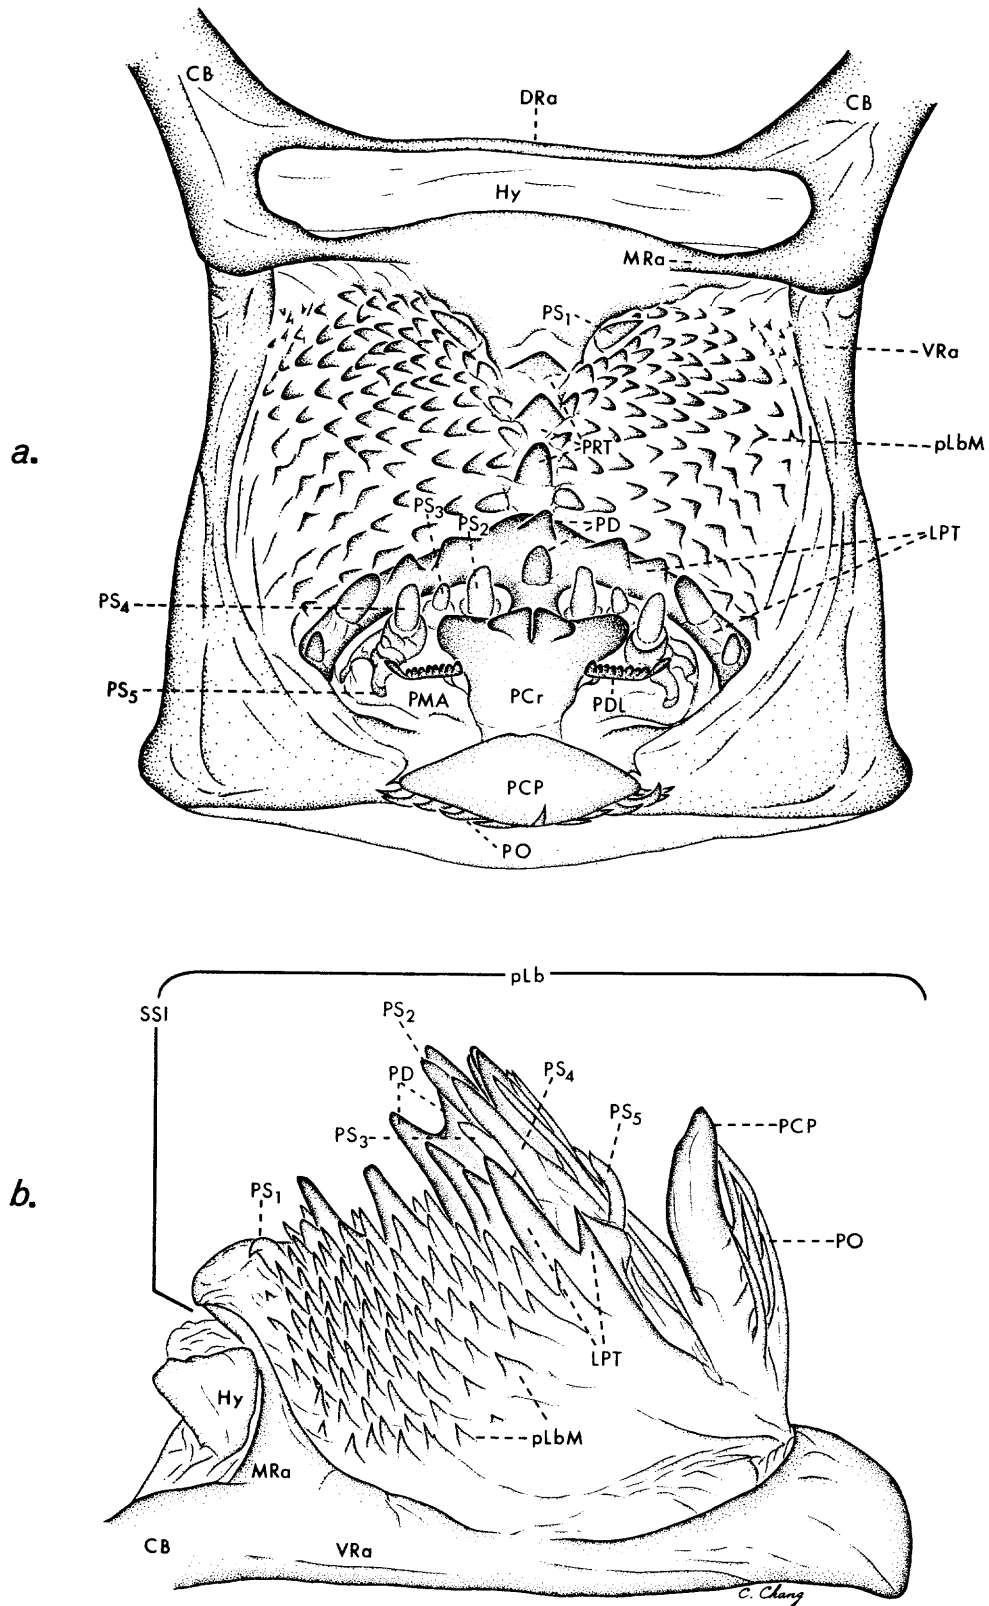 CB
DRa
CB
Hy
MRa
PS1
VRa
a.
pLbM
PRT
PS3
PS2
PD
LPT
PS4
PS5
PMA
PCr
PDL
PCP
PO
pLb
SSI
PS2
PD
PS4
PS3
PS5
PCP
b.
PS1
PO
LPT
Hy
pLbM
MRa
CB
VRa
C. Chang